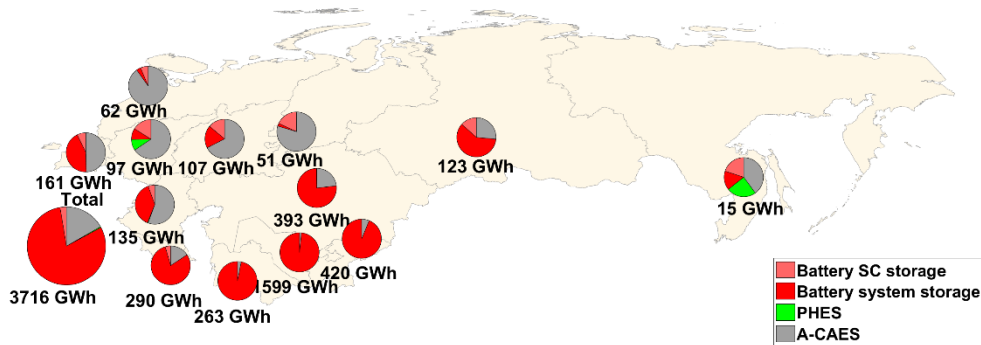 62 GWh
161 GWh
97 GWh
107 GWh
51 GWh
123 GWh
15 GWh
Total
3716 GWh
135 GWh
393 GWh
290 GWh
263 GWh
1599 GWh
420 GWh
Battery SC storage
Battery system storage
PHES
A-CAES